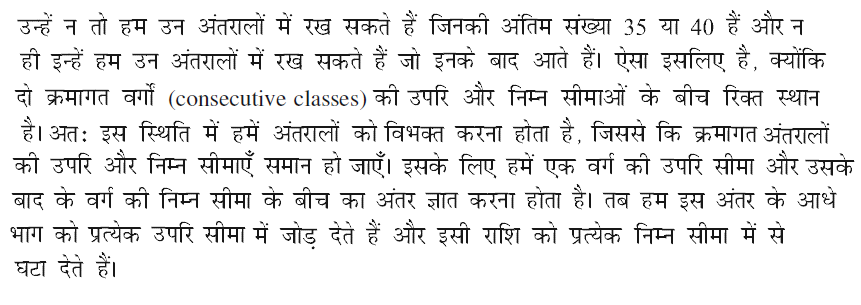 उन्हें न तो हम उन अंतरालों में रख सकते हैं जिनकी अंतिम संख्या 35 या 40 हैं और न
ही इन्हें हम उन अंतरालों में रख सकते हैं जो इनके बाद आते हैं। ऐसा इसलिए है, क्योंकि
दो क्रमागत वर्गों (consecutive classes) की उपरि और निम्न सीमाओं के बीच रिक्त स्थान
है। अतः इस स्थिति में हमें अंतरालों को विभक्त करना होता है, जिससे कि क्रमागत अंतरालों
की उपरि और निम्न सीमाएँ समान हो जाएँ। इसके लिए हमें एक वर्ग की उपरि सीमा और उसके
बाद के वर्ग की निम्न सीमा के बीच का अंतर ज्ञात करना होता है। तब हम इस अंतर के आधे
भाग को प्रत्येक उपरि सीमा में जोड़ देते हैं और इसी राशि को प्रत्येक निम्न सीमा में से
घटा देते हैं।